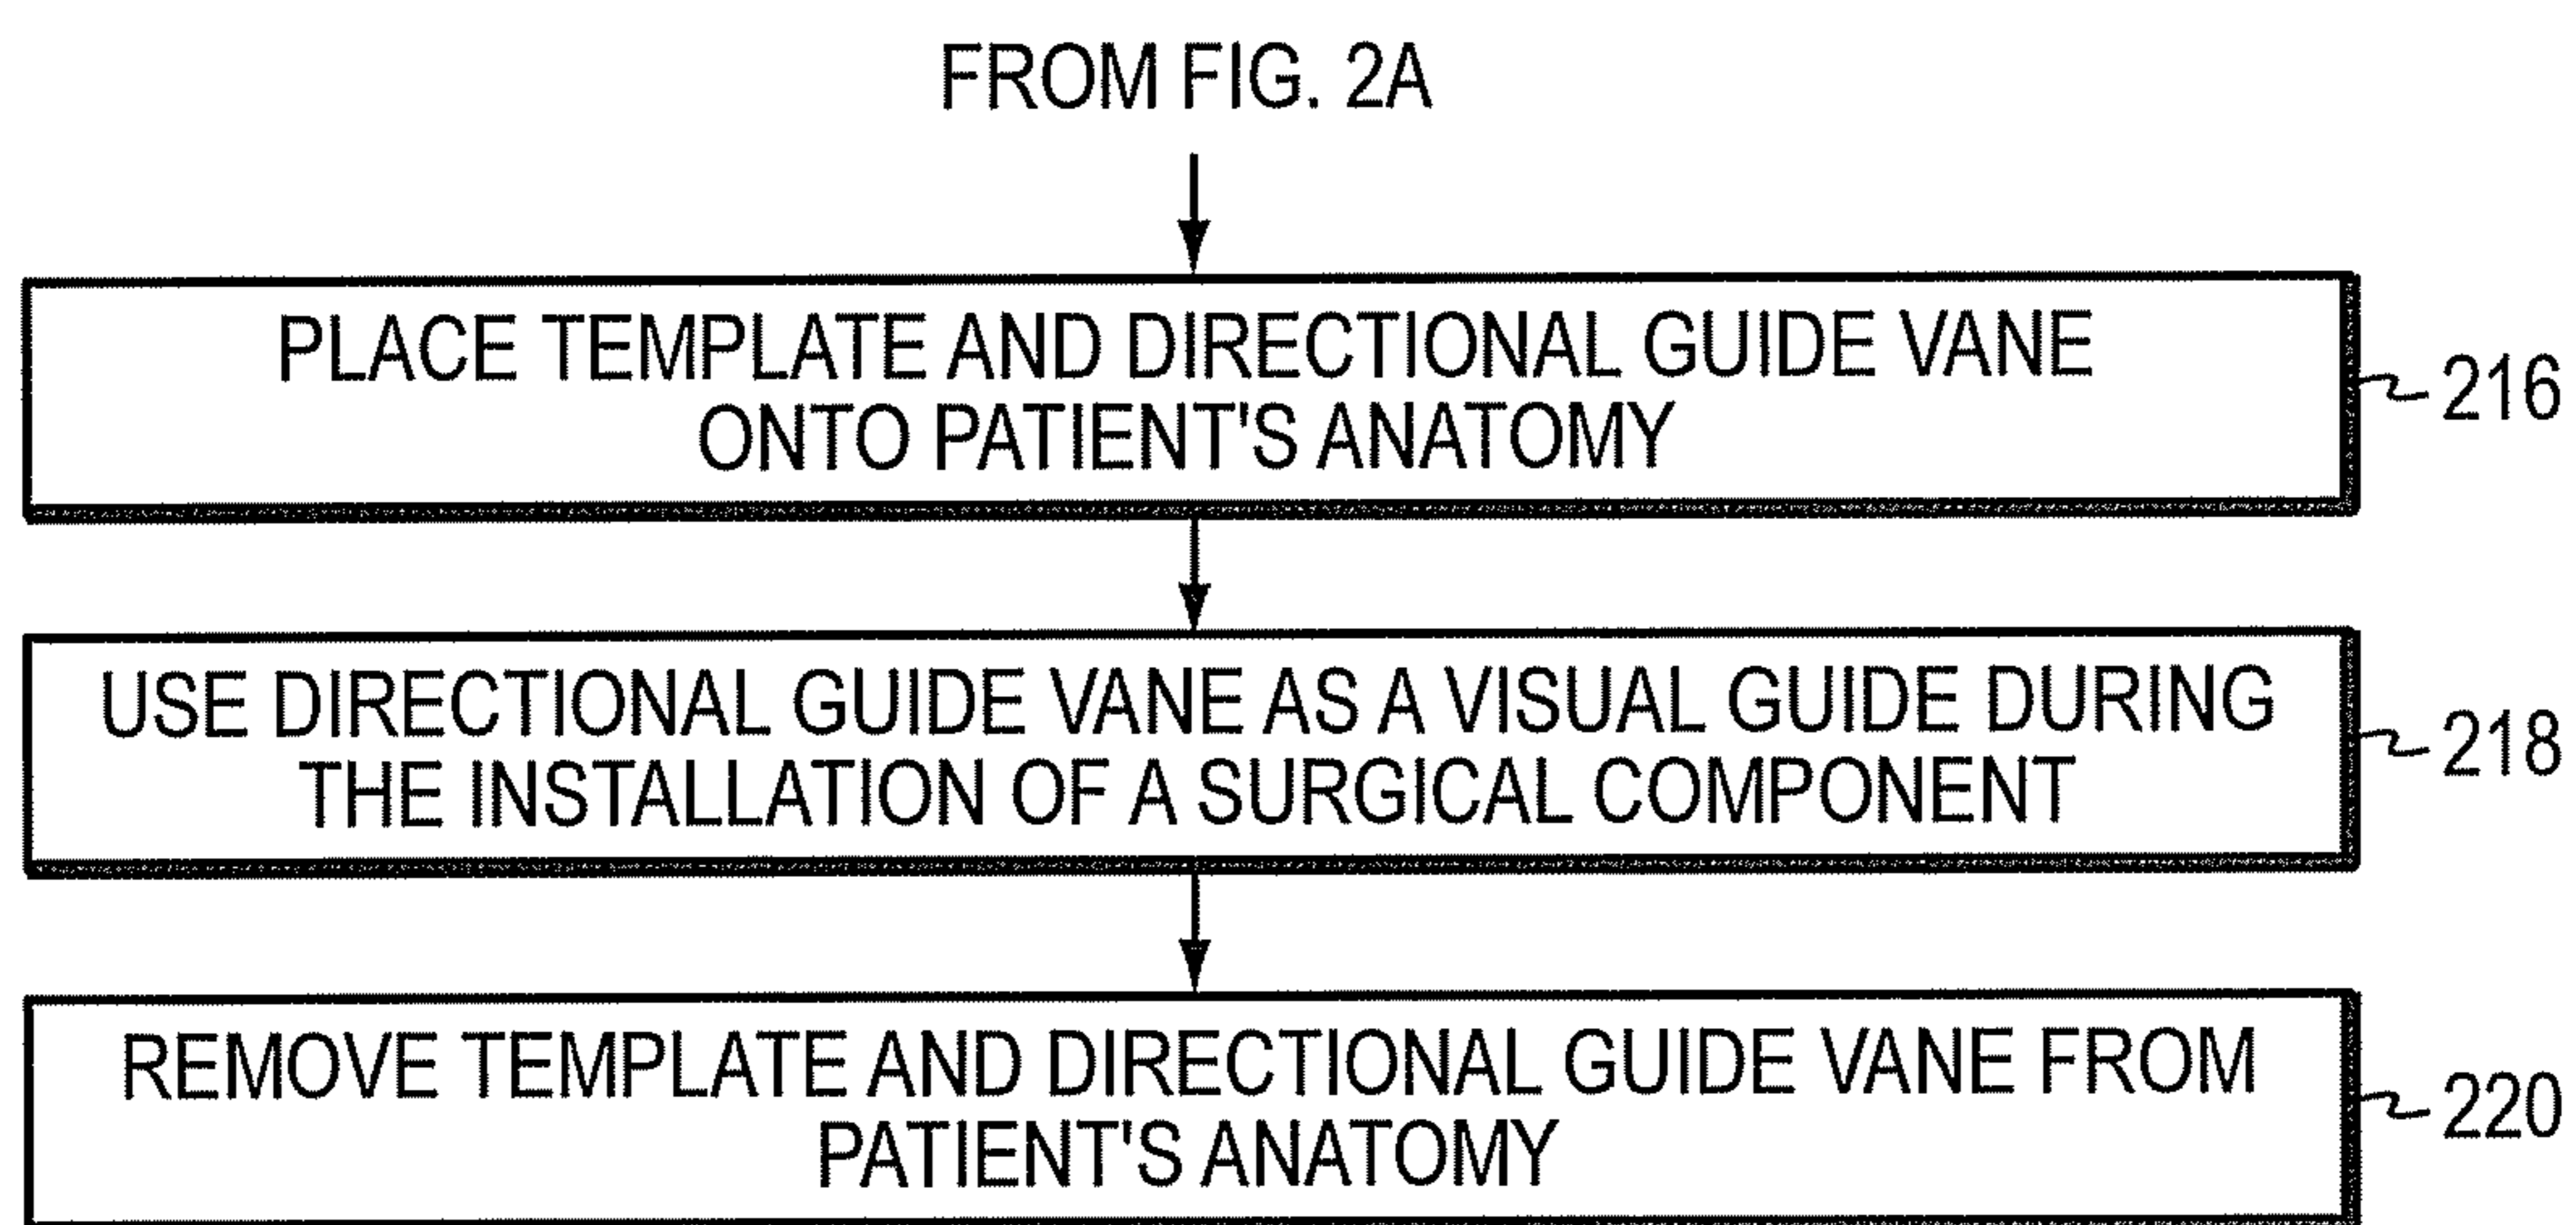 FROM FIG. 2A
PLACE TEMPLATE AND DIRECTIONAL GUIDE VANE
ONTO PATIENT'S ANATOMY
216
USE DIRECTIONAL GUIDE VANE AS A VISUAL GUIDE DURING
THE INSTALLATION OF A SURGICAL COMPONENT
218
REMOVE TEMPLATE AND DIRECTIONAL GUIDE VANE FROM
PATIENT'S ANATOMY
220